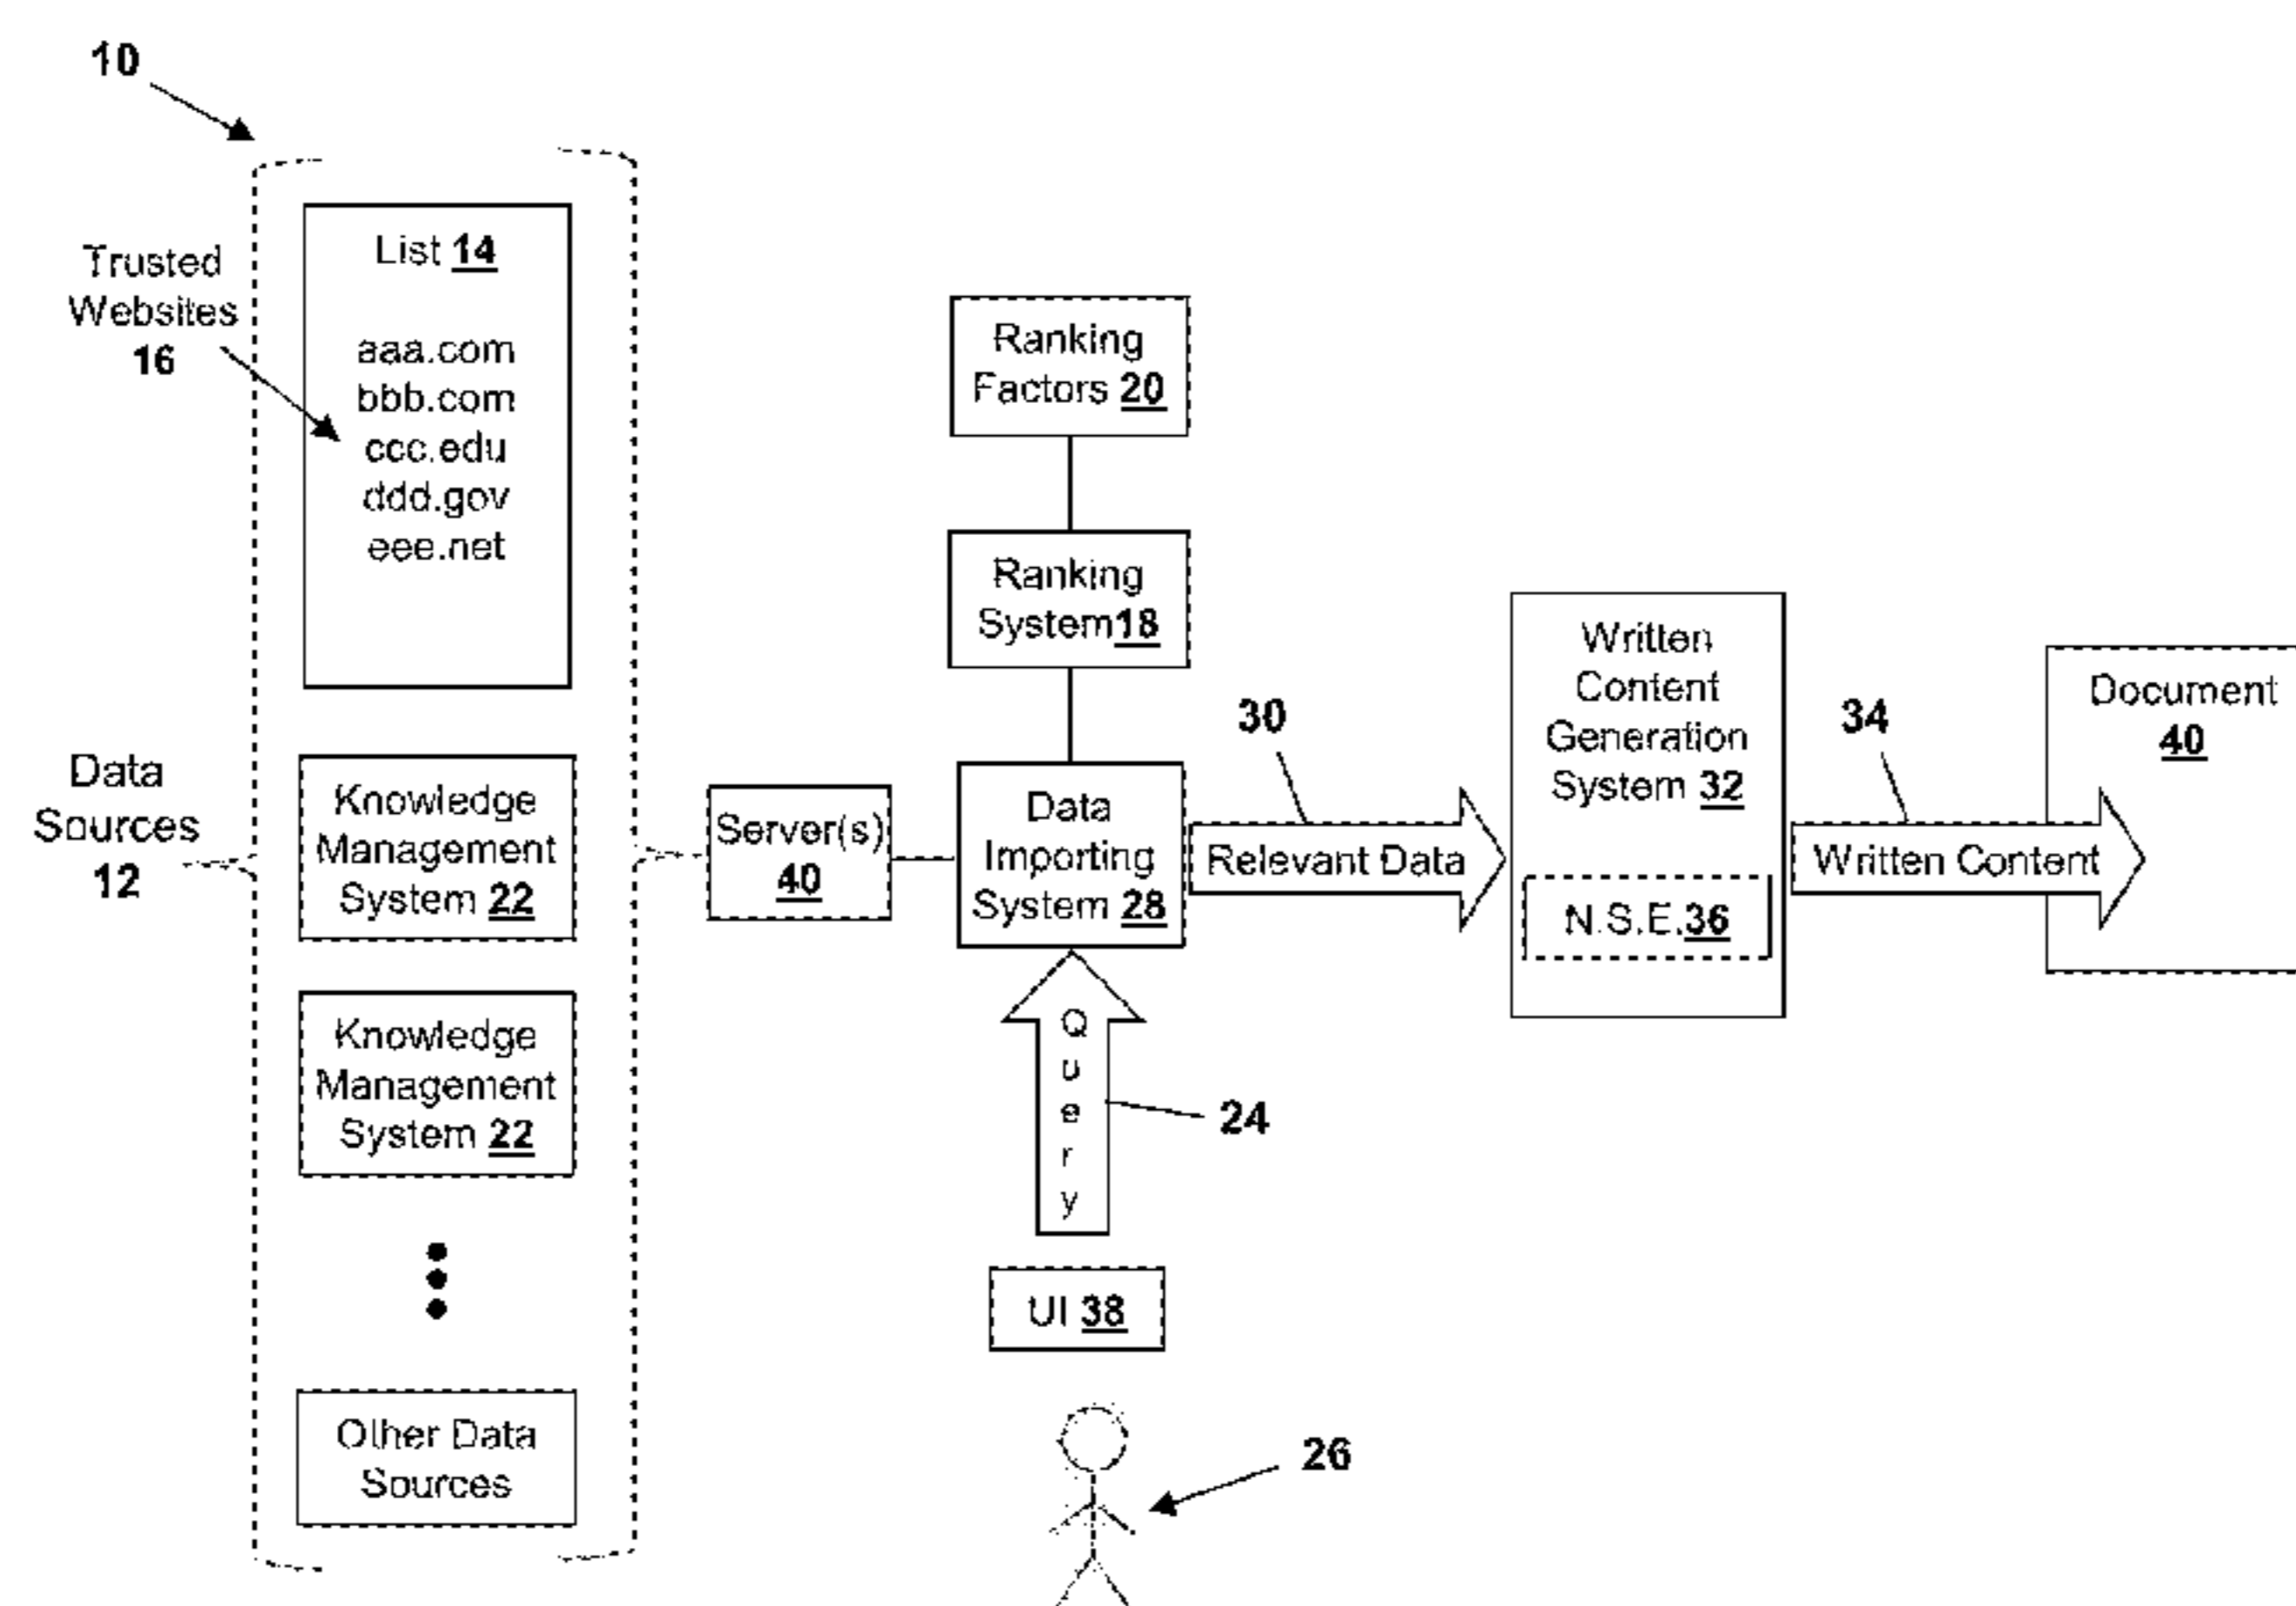 10
List 14
Trusted
Websites
16
aaa.com
bbb.com
ccc.edu
ddd.gov
eee.net
Data
Sources
12
Knowledge
Management
System 22
Knowledge
Management
System 22
Other Data
Sources
Server(s)
40
Ranking
Factors 20
Ranking
System18
Data
Importing
System 28
Query
24
UI 38
26
30
Relevant Data
Written
Content
Generation
System 32
N.S.E.36
34
Written Content
Document
40